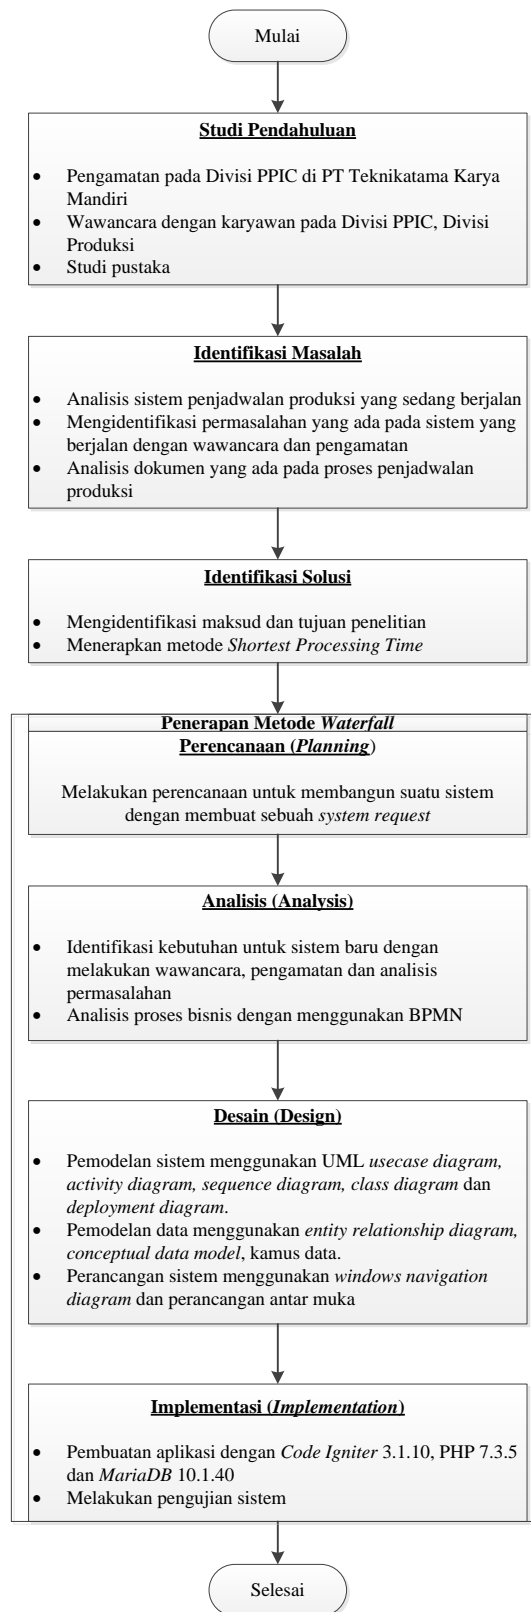 Mulai
Studi Pendahuluan
• Pengamatan pada Divisi PPIC di PT Teknikatama Karya
Mandiri
• Wawancara dengan karyawan pada Divisi PPIC, Divisi
Produksi
• Studi pustaka
Identifikasi Masalah
• Analisis sistem penjadwalan produksi yang sedang berjalan
• Mengidentifikasi permasalahan yang ada pada sistem yang
berjalan dengan wawancara dan pengamatan
• Analisis dokumen yang ada pada proses penjadwalan
produksi
Identifikasi Solusi
• Mengidentifikasi maksud dan tujuan penelitian
• Menerapkan metode Shortest Processing Time
Penerapan Metode Waterfall
Perencanaan (Planning)
Melakukan perencanaan untuk membangun suatu sistem
dengan membuat sebuah system request
Analisis (Analysis)
• Identifikasi kebutuhan untuk sistem baru dengan
melakukan wawancara, pengamatan dan analisis
permasalahan
• Analisis proses bisnis dengan menggunakan BPMN
Desain (Design)
• Pemodelan sistem menggunakan UML usecase diagram,
activity diagram, sequence diagram, class diagram dan
deployment diagram.
• Pemodelan data menggunakan entity relationship diagram,
conceptual data model, kamus data.
• Perancangan sistem menggunakan windows navigation
diagram dan perancangan antar muka
Implementasi (Implementation)
• Pembuatan aplikasi dengan Code Igniter 3.1.10, PHP 7.3.5
dan MariaDB 10.1.40
• Melakukan pengujian sistem
Selesai